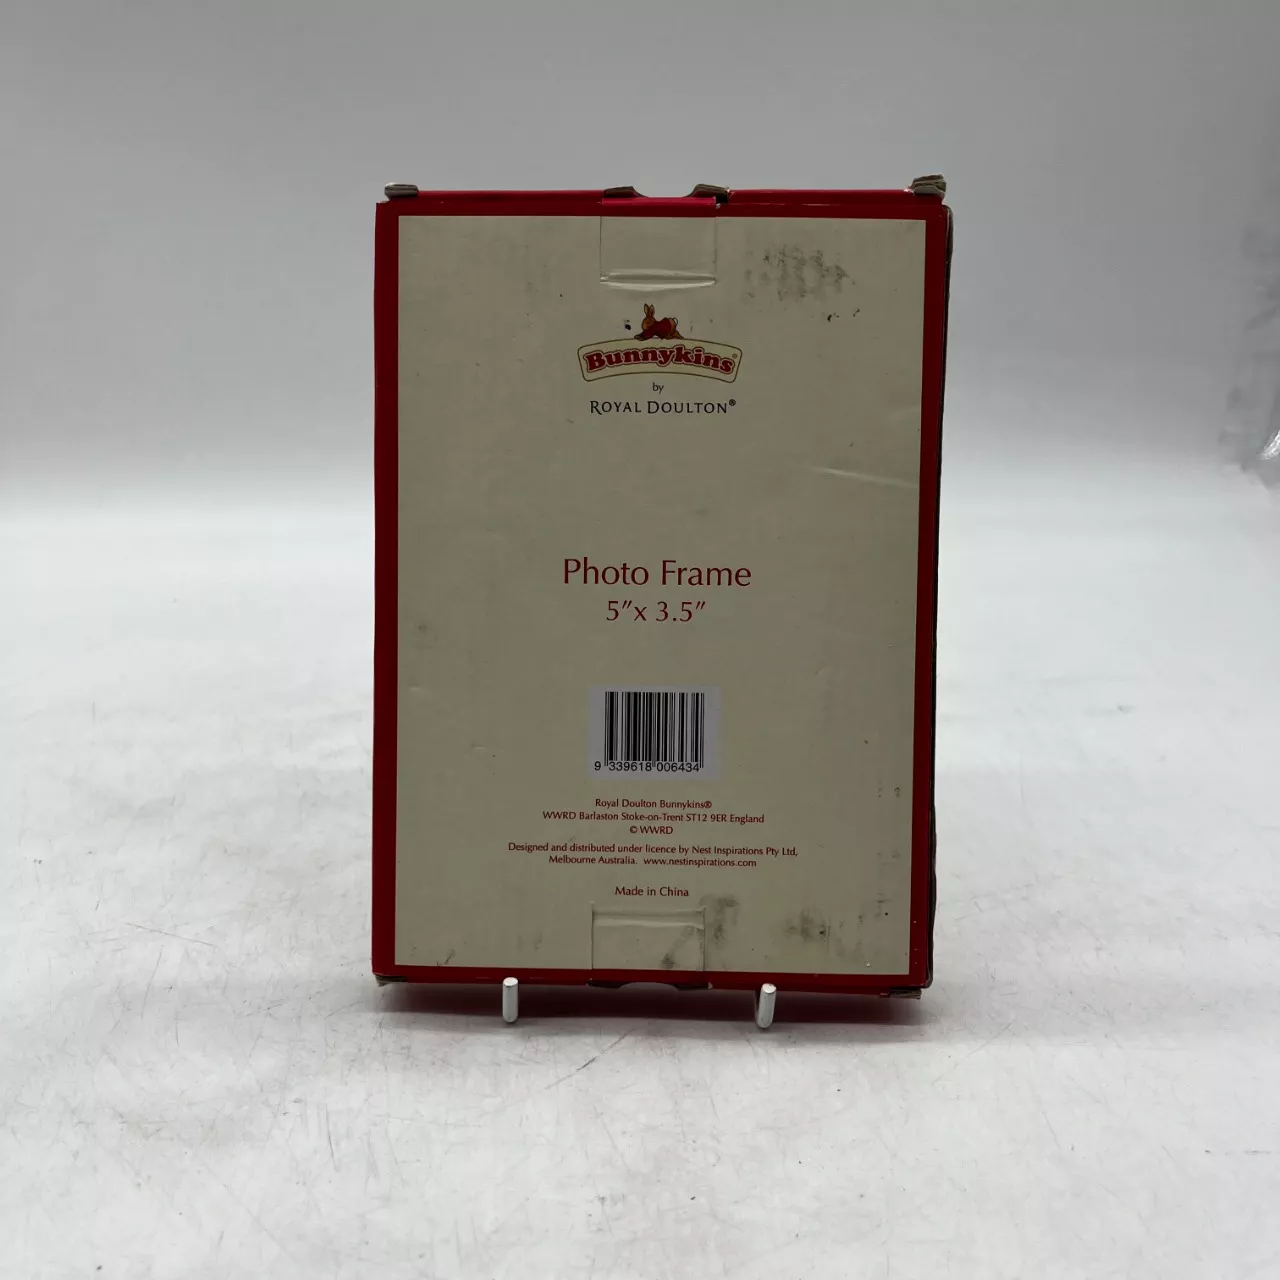 Bunnykins®
by
ROYAL DOULTON®
Photo Frame
5"x 3.5"
9 339618 006434
Royal Doulton Bunnykins®
WWRD Barlaston Stoke-on-Trent ST12 9ER England
© WWRD
Designed and distributed under licence by Nest Inspirations Pty Ltd,
Melbourne Australia. www.nestinspirations.com
Made in China